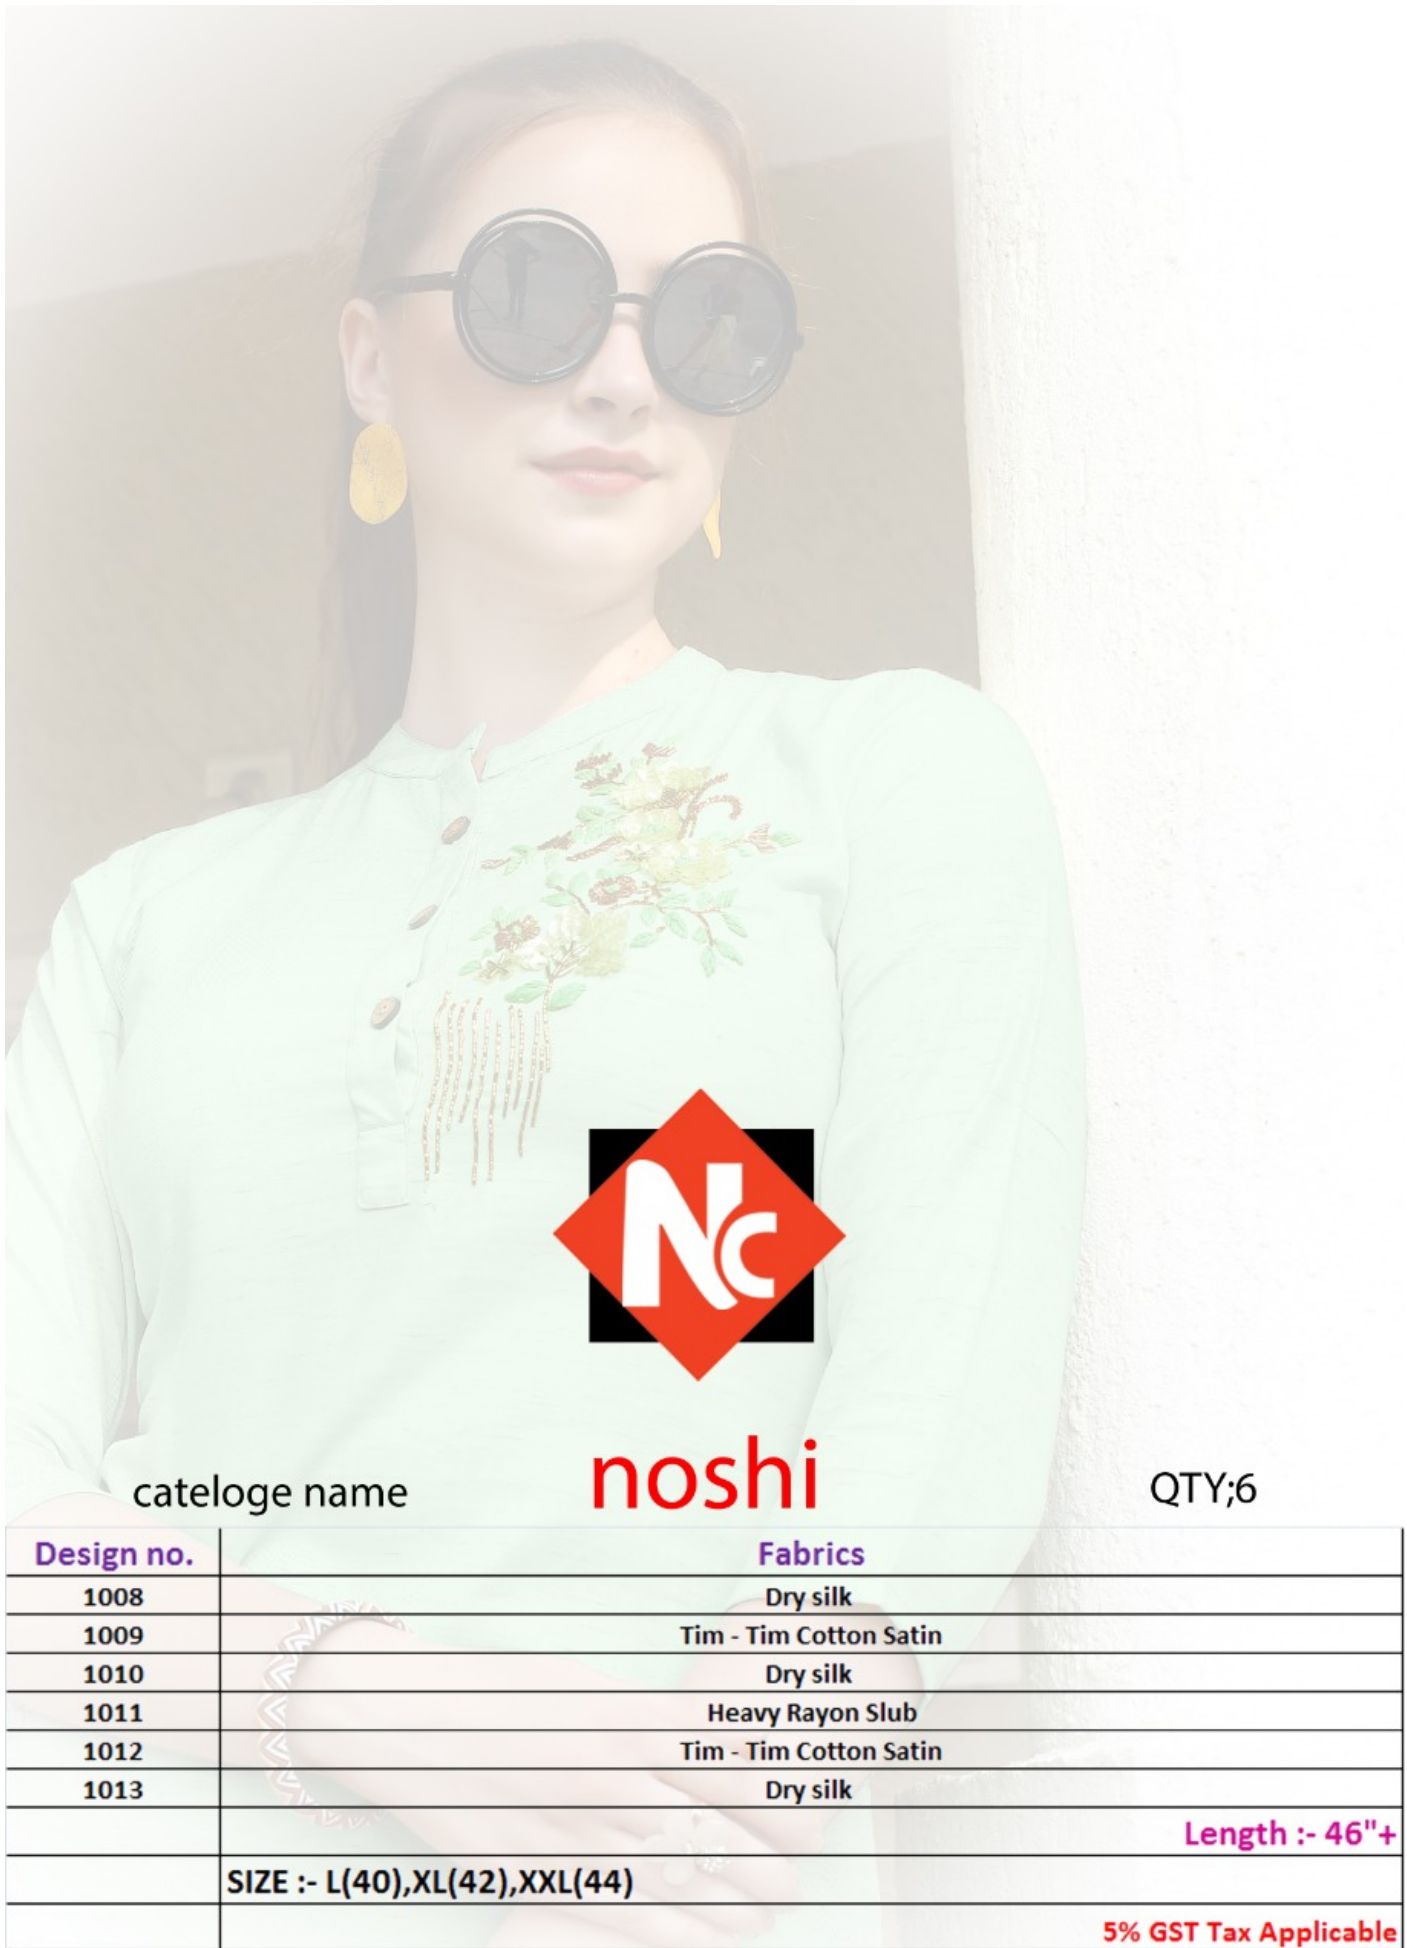 Nc
cateloge name noshi QTY;6
Design no. Fabrics
1008 Dry silk
1009 Tim - Tim Cotton Satin
1010 Dry silk
1011 Heavy Rayon Slub
1012 Tim - Tim Cotton Satin
1013 Dry silk
Length :- 46"+
SIZE :- L(40),XL(42),XXL(44)
5% GST Tax Applicable